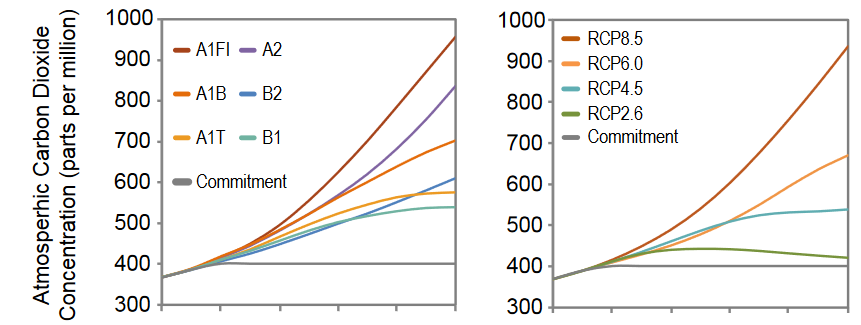 Atmosperhic Carbon Dioxide
Concentration (parts per million)
1000
900
800
700
600
500
400
300
A1FI A2
A1B B2
A1T B1
Commitment
1000
900
800
700
600
500
400
300
RCP8.5
RCP6.0
RCP4.5
RCP2.6
Commitment